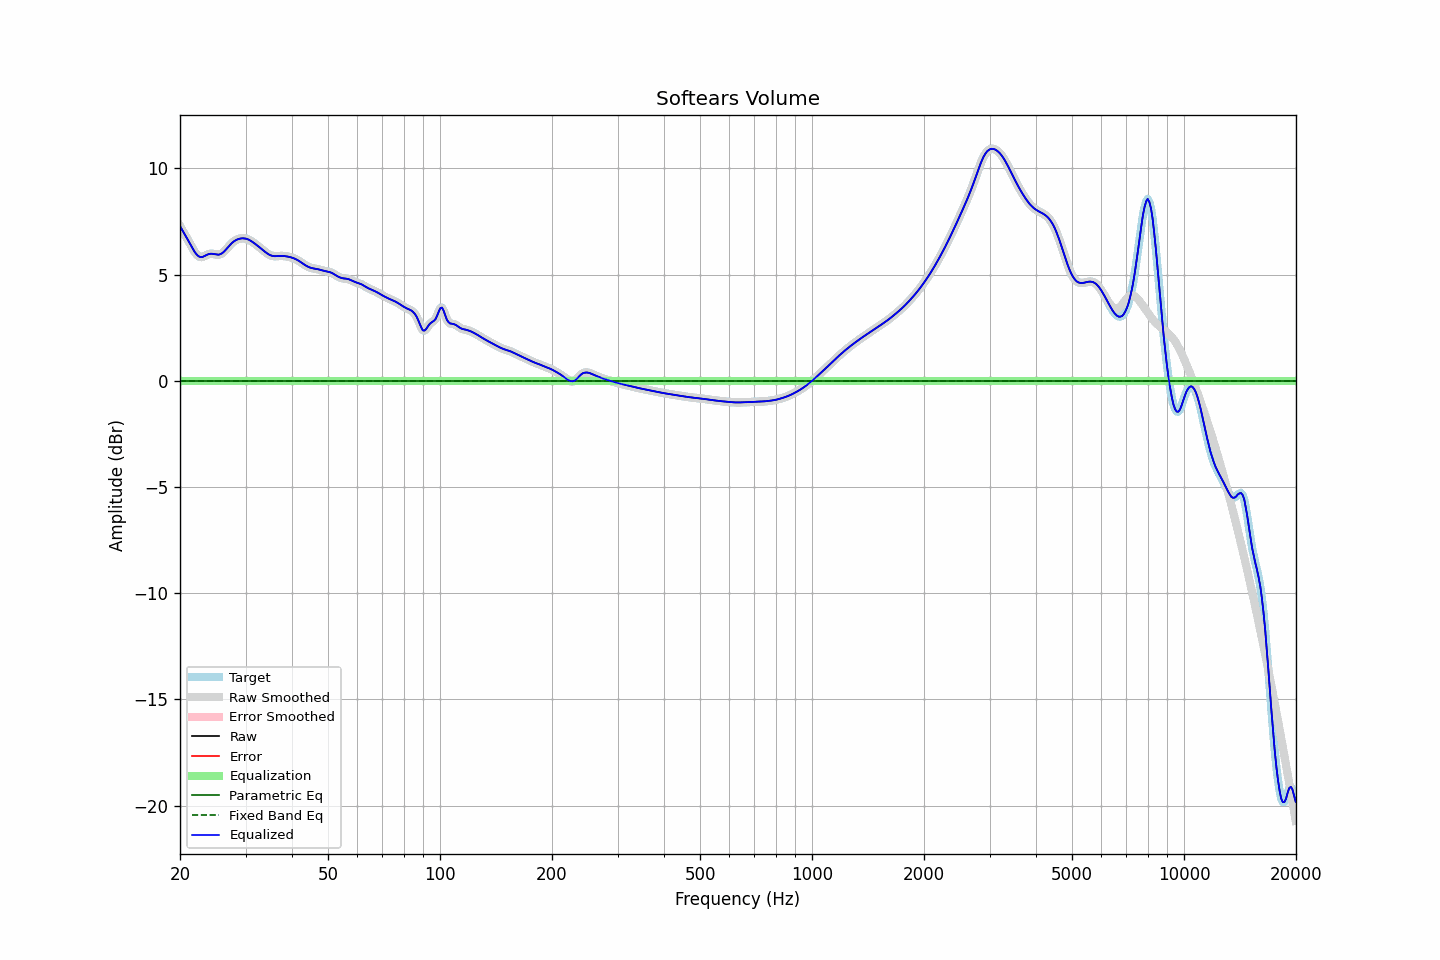 Softears Volume
Amplitude (dBr)
10
5
0
−5
−10
−15
−20
Target
Raw Smoothed
Error Smoothed
Raw
Error
Equalization
Parametric Eq
Fixed Band Eq
Equalized
20 50 100 200 500 1000 2000 5000 10000 20000
Frequency (Hz)